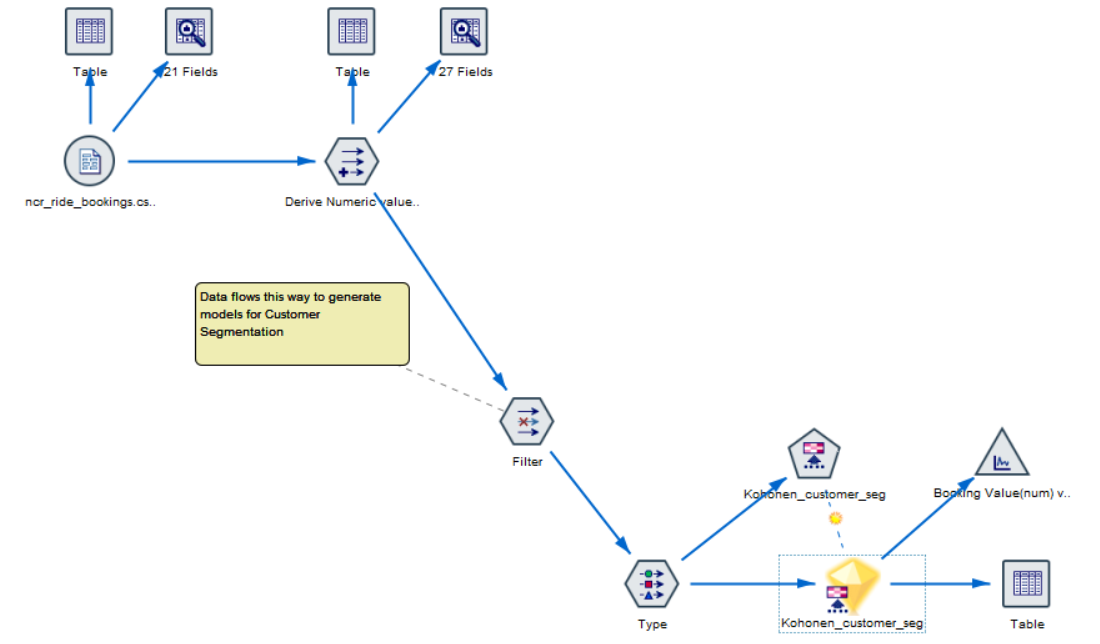 Table
21 Fields
Table
27 Fields
ncr_ride_bookings.cs..
Derive Numeric value..
Data flows this way to generate
models for Customer
Segmentation
Filter
Kohonen_customer_seg
Booking Value(num) v..
Type
Kohonen_customer_seg
Table